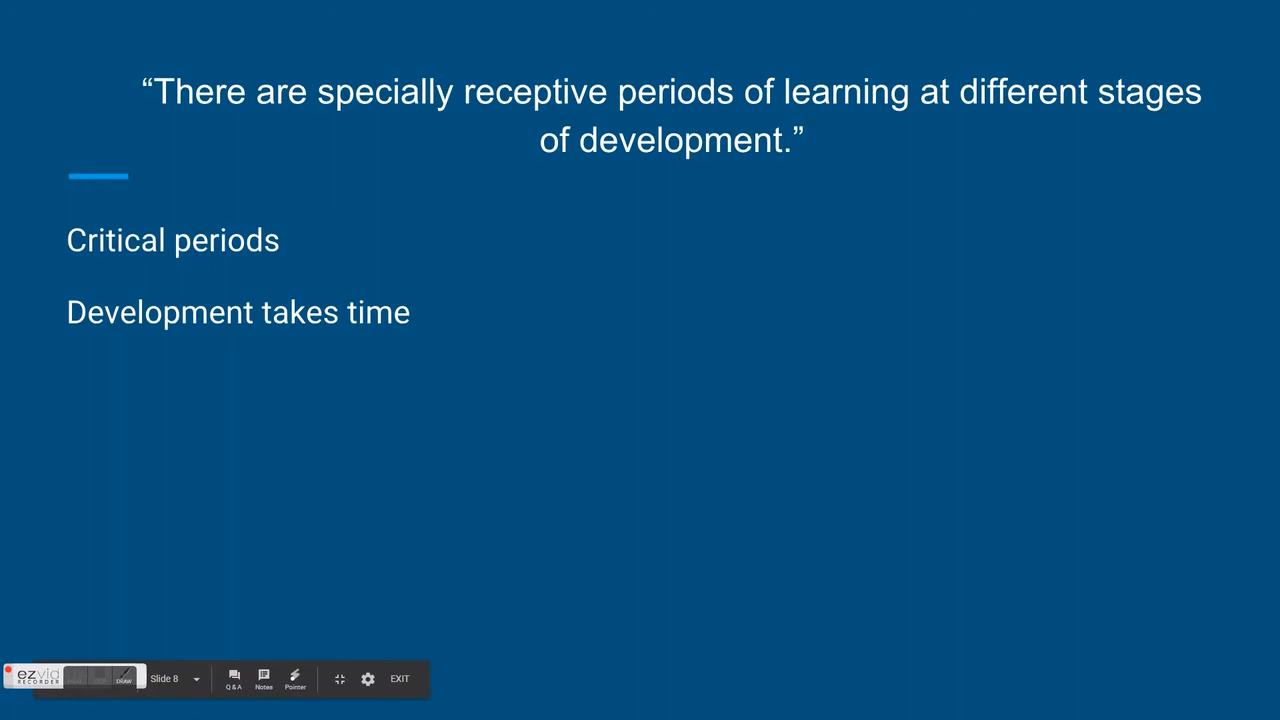 “There are specially receptive periods of learning at different stages
of development.”
Critical periods
Development takes time
ezvid
RECORDER
DRAW
Slide 8
Q & A
Notes
Pointer
EXIT